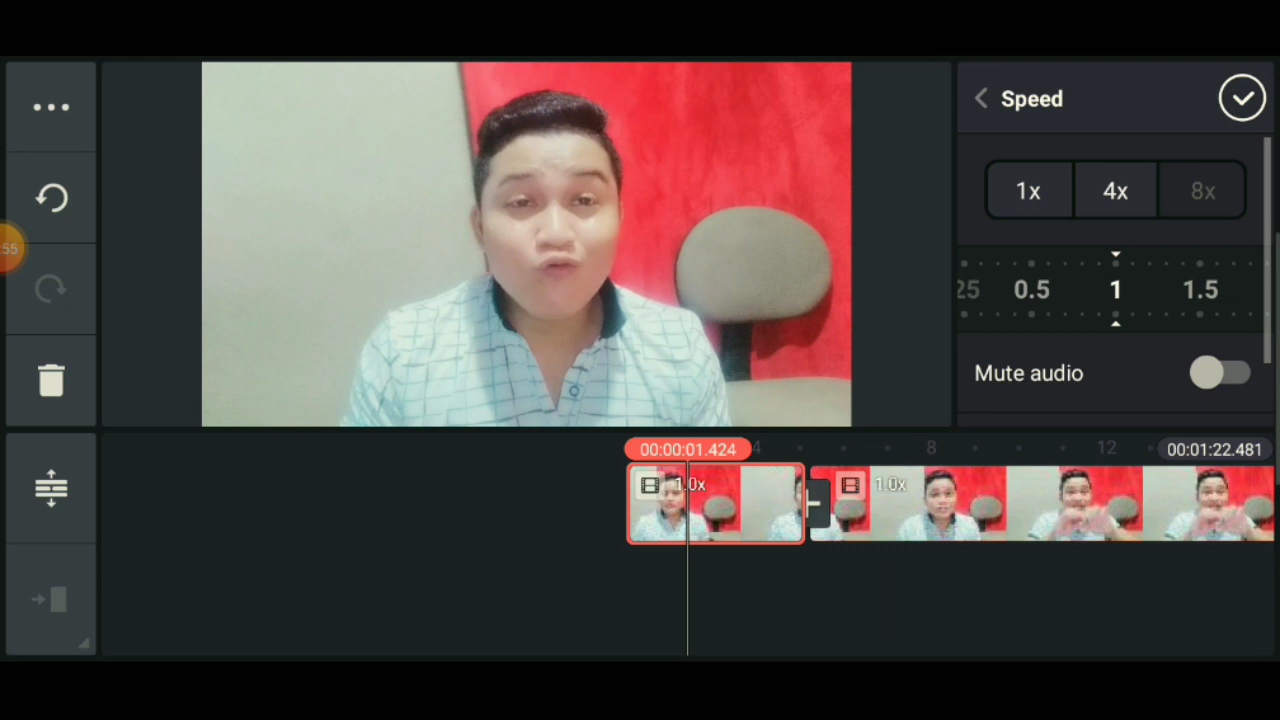 Speed
1x 4x 8x
:55
25 0.5 1 1.5
Mute audio
00:00:01.424 4 8 12 00:01:22.481
1.0x 1.0x